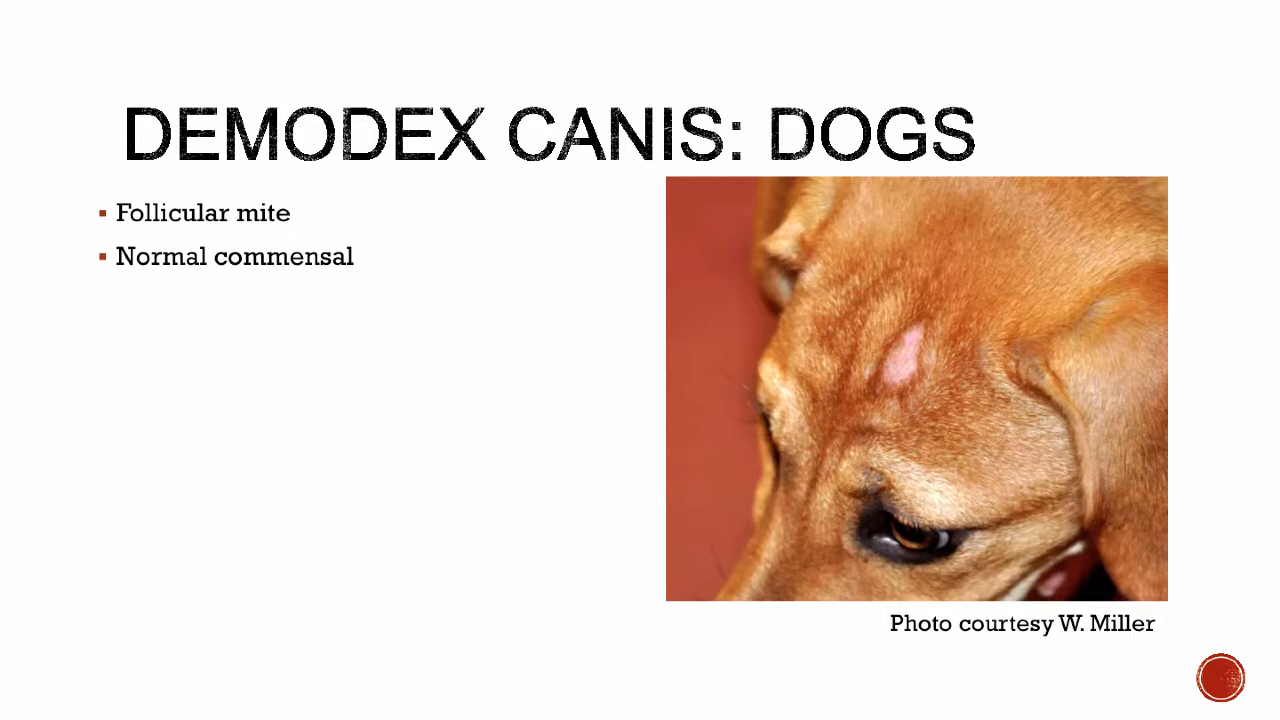 DEMODEX CANIS: DOGS
▪ Follicular mite
▪ Normal commensal
Photo courtesy W. Miller